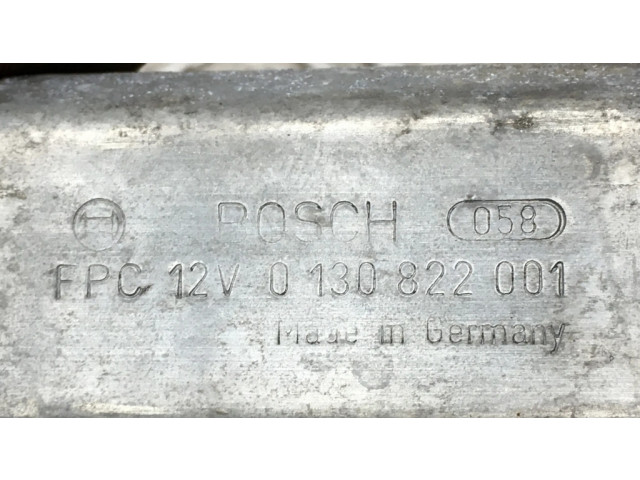 BOSCH 058
FPC 12V 0 130 822 001
Made in Germany